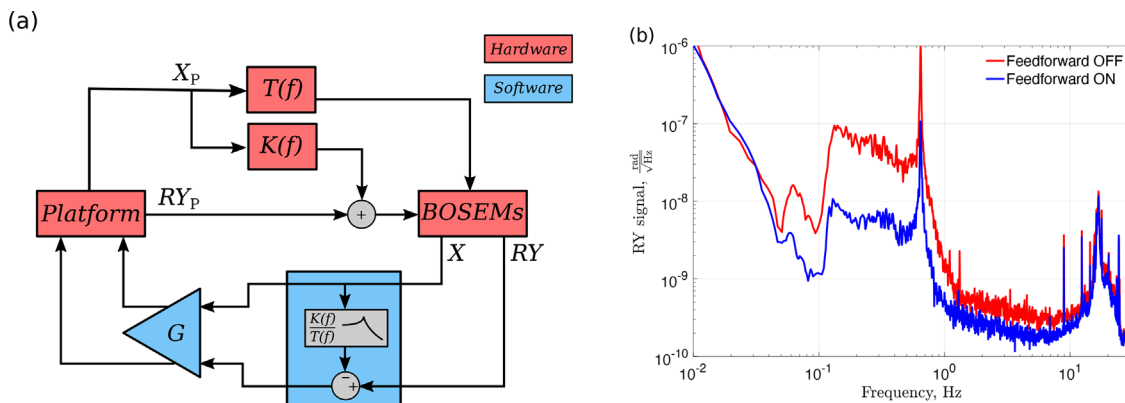 (a)
Hardware
Software
X_P
T(f)
K(f)
Platform
RY_P
+
BOSEMs
X
RY
K(f)
T(f)
G
− +
(b)
Feedforward OFF
Feedforward ON
RY signal, rad/√Hz
10^-6
10^-7
10^-8
10^-9
10^-10
10^-2
10^-1
10^0
10^1
Frequency, Hz